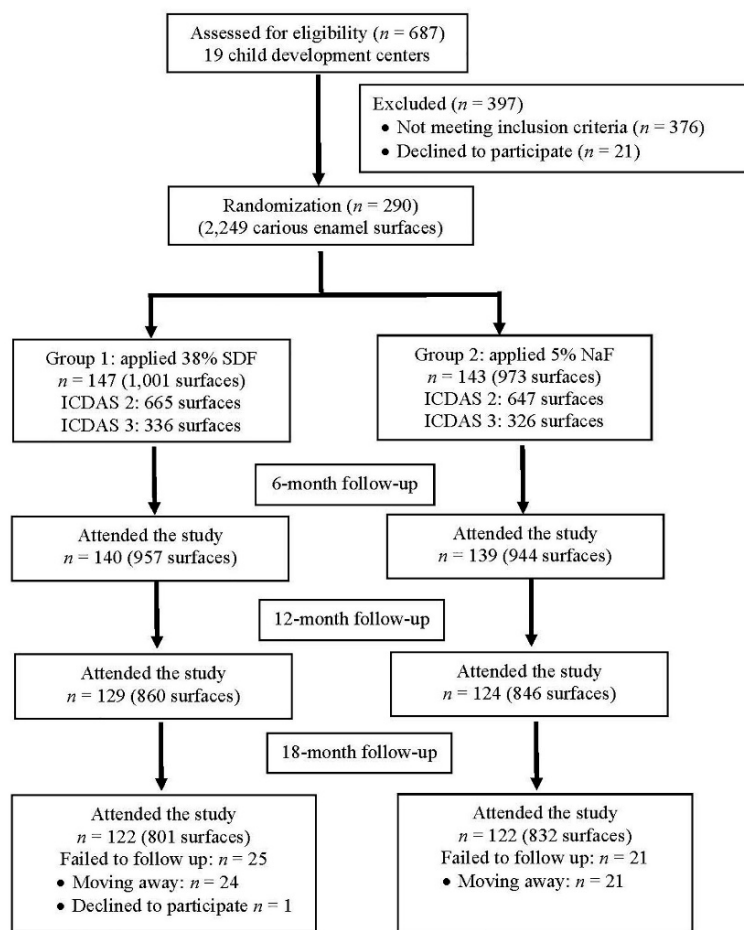 Assessed for eligibility (n = 687)
19 child development centers
Excluded (n = 397)
• Not meeting inclusion criteria (n = 376)
• Declined to participate (n = 21)
Randomization (n = 290)
(2,249 carious enamel surfaces)
Group 1: applied 38% SDF
n = 147 (1,001 surfaces)
ICDAS 2: 665 surfaces
ICDAS 3: 336 surfaces
Group 2: applied 5% NaF
n = 143 (973 surfaces)
ICDAS 2: 647 surfaces
ICDAS 3: 326 surfaces
6-month follow-up
Attended the study
n = 140 (957 surfaces)
Attended the study
n = 139 (944 surfaces)
12-month follow-up
Attended the study
n = 129 (860 surfaces)
Attended the study
n = 124 (846 surfaces)
18-month follow-up
Attended the study
n = 122 (801 surfaces)
Failed to follow up: n = 25
• Moving away: n = 24
• Declined to participate n = 1
Attended the study
n = 122 (832 surfaces)
Failed to follow up: n = 21
• Moving away: n = 21